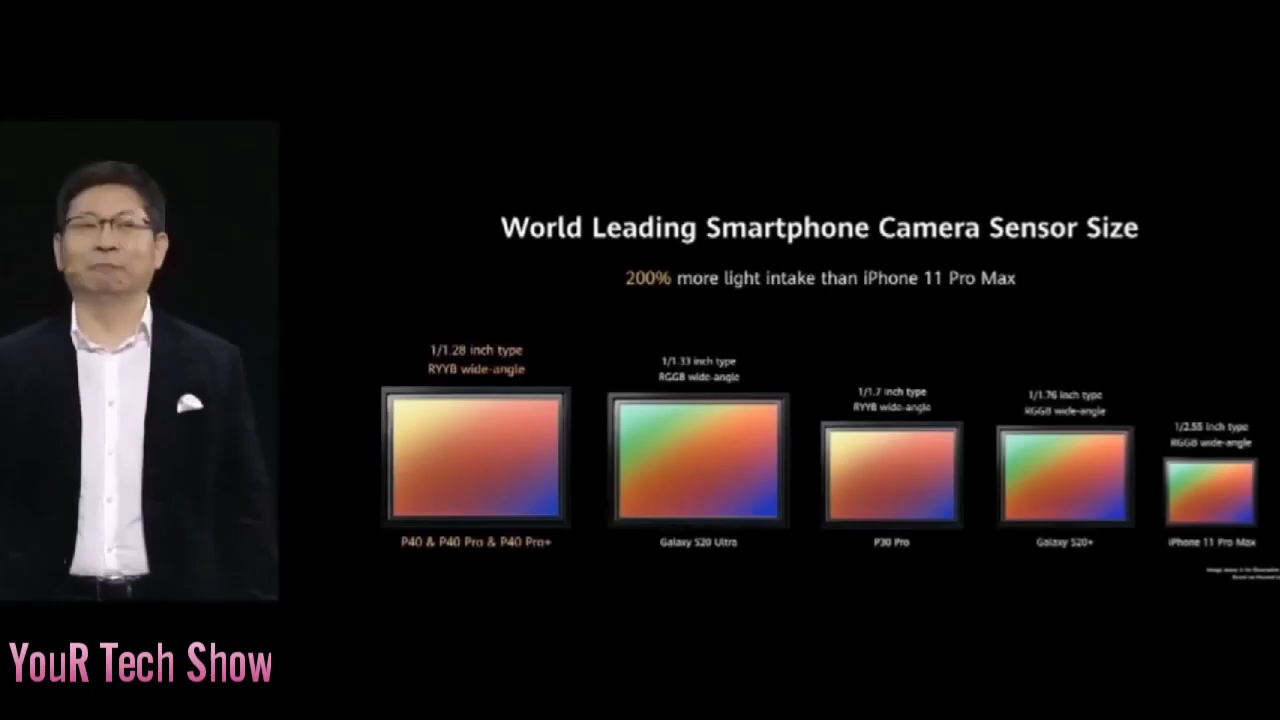 World Leading Smartphone Camera Sensor Size
200% more light intake than iPhone 11 Pro Max
1/1.28 inch type
RYYB wide-angle
P40 & P40 Pro & P40 Pro+
1/1.33 inch type
RGGB wide-angle
Galaxy S20 Ultra
1/1.7 inch type
RYYB wide-angle
P30 Pro
1/1.76 inch type
RGGB wide-angle
Galaxy S20+
1/2.55 inch type
RGGB wide-angle
iPhone 11 Pro Max
YouR Tech Show